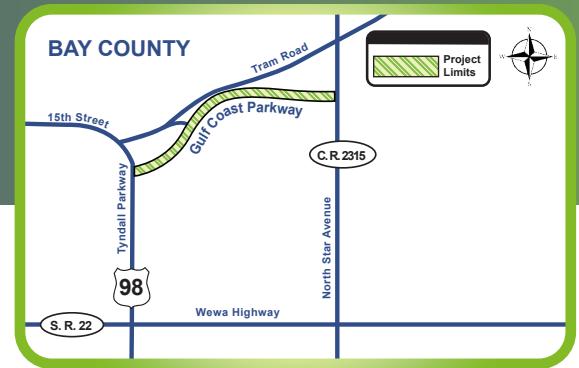 BAY COUNTY
Tram Road
Project
Limits
N
W
E
S
15th Street
Gulf Coast Parkway
C.R. 2315
Tyndall Parkway
North Star Avenue
98
Wewa Highway
S. R. 22